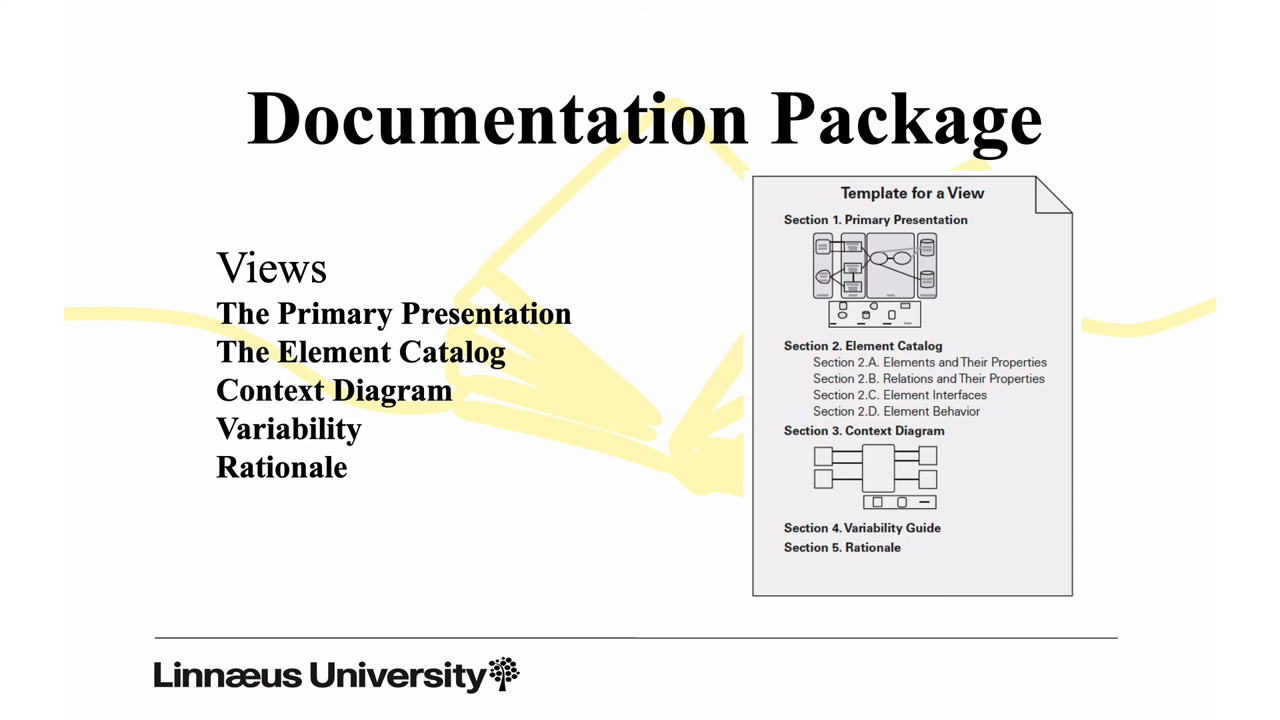 Documentation Package
Views
The Primary Presentation
The Element Catalog
Context Diagram
Variability
Rationale
Template for a View
Section 1. Primary Presentation
Section 2. Element Catalog
Section 2.A. Elements and Their Properties
Section 2.B. Relations and Their Properties
Section 2.C. Element Interfaces
Section 2.D. Element Behavior
Section 3. Context Diagram
Section 4. Variability Guide
Section 5. Rationale
Linnæus University